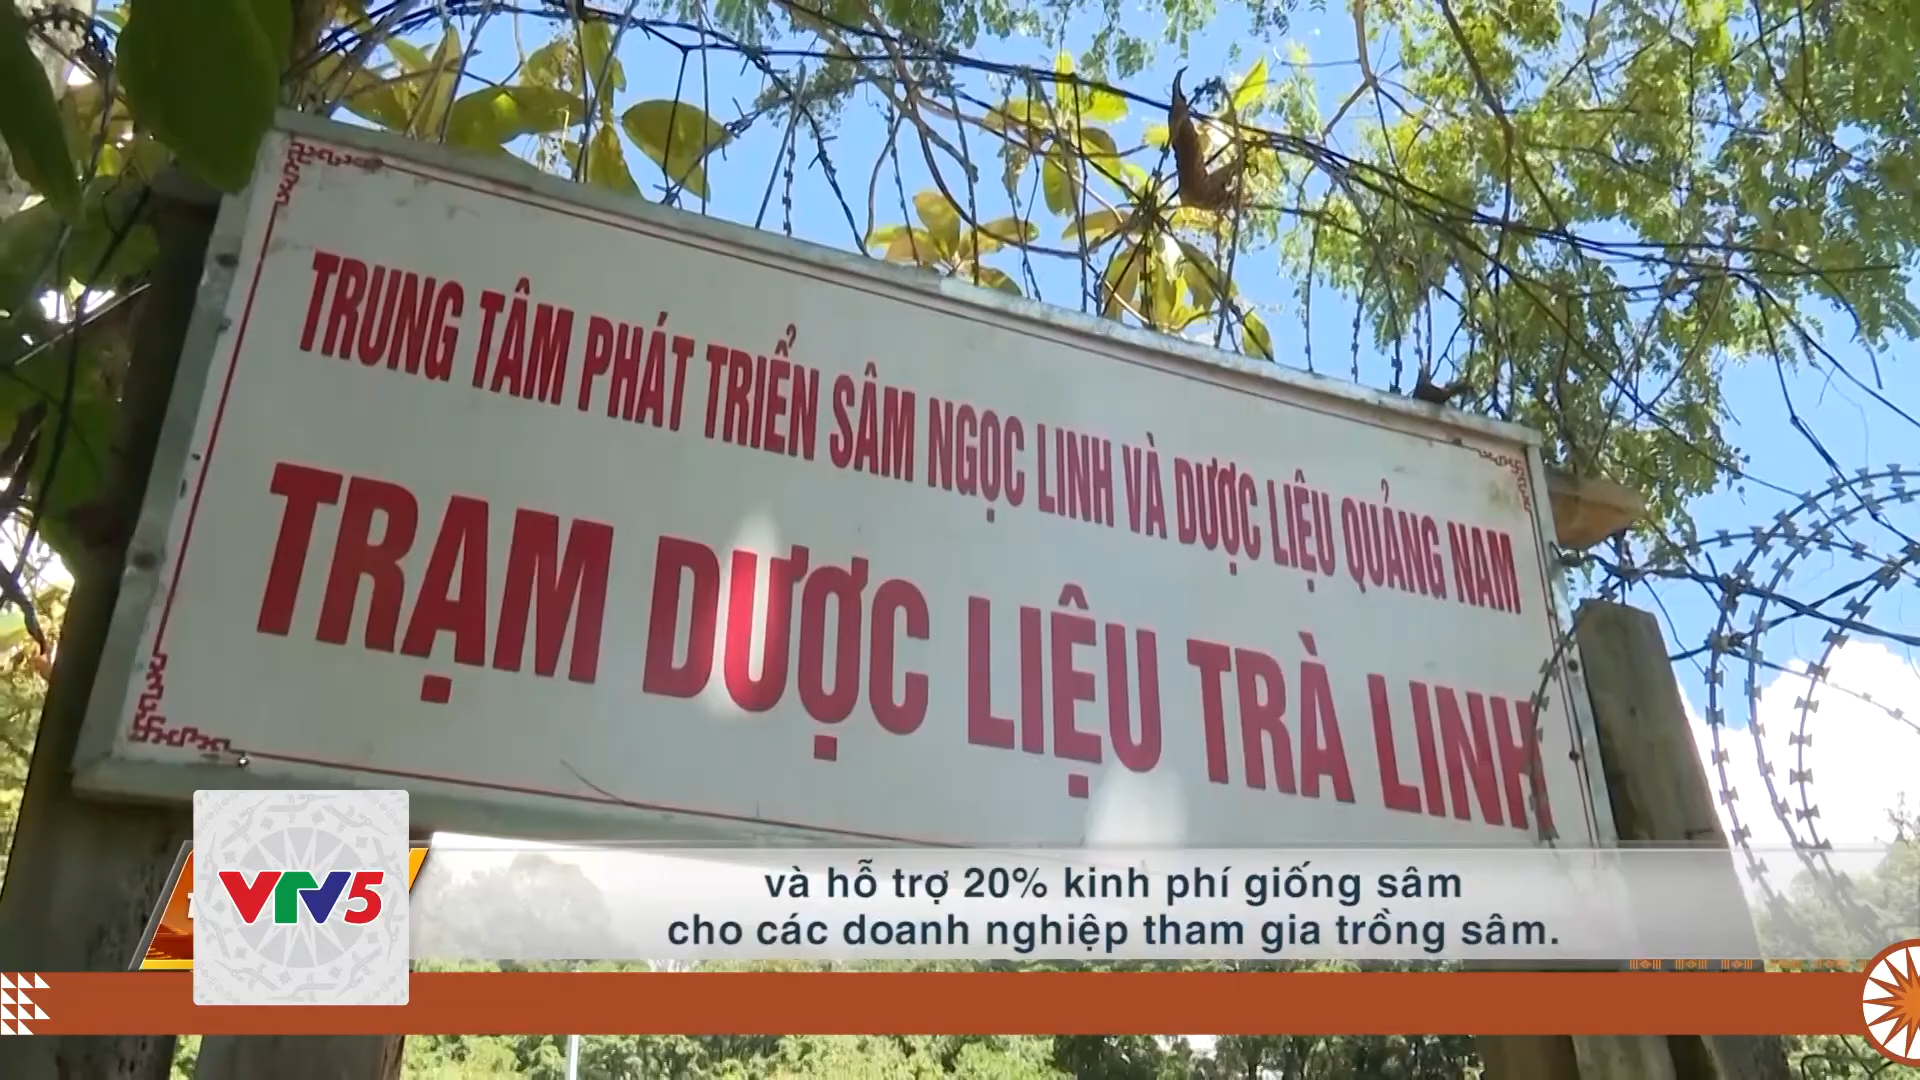 TRUNG TÂM PHÁT TRIỂN SÂM NGỌC LINH VÀ DƯỢC LIỆU QUẢNG NAM
TRẠM DƯỢC LIỆU TRÀ LINH
và hỗ trợ 20% kinh phí giống sâm
cho các doanh nghiệp tham gia trồng sâm.
VTV5